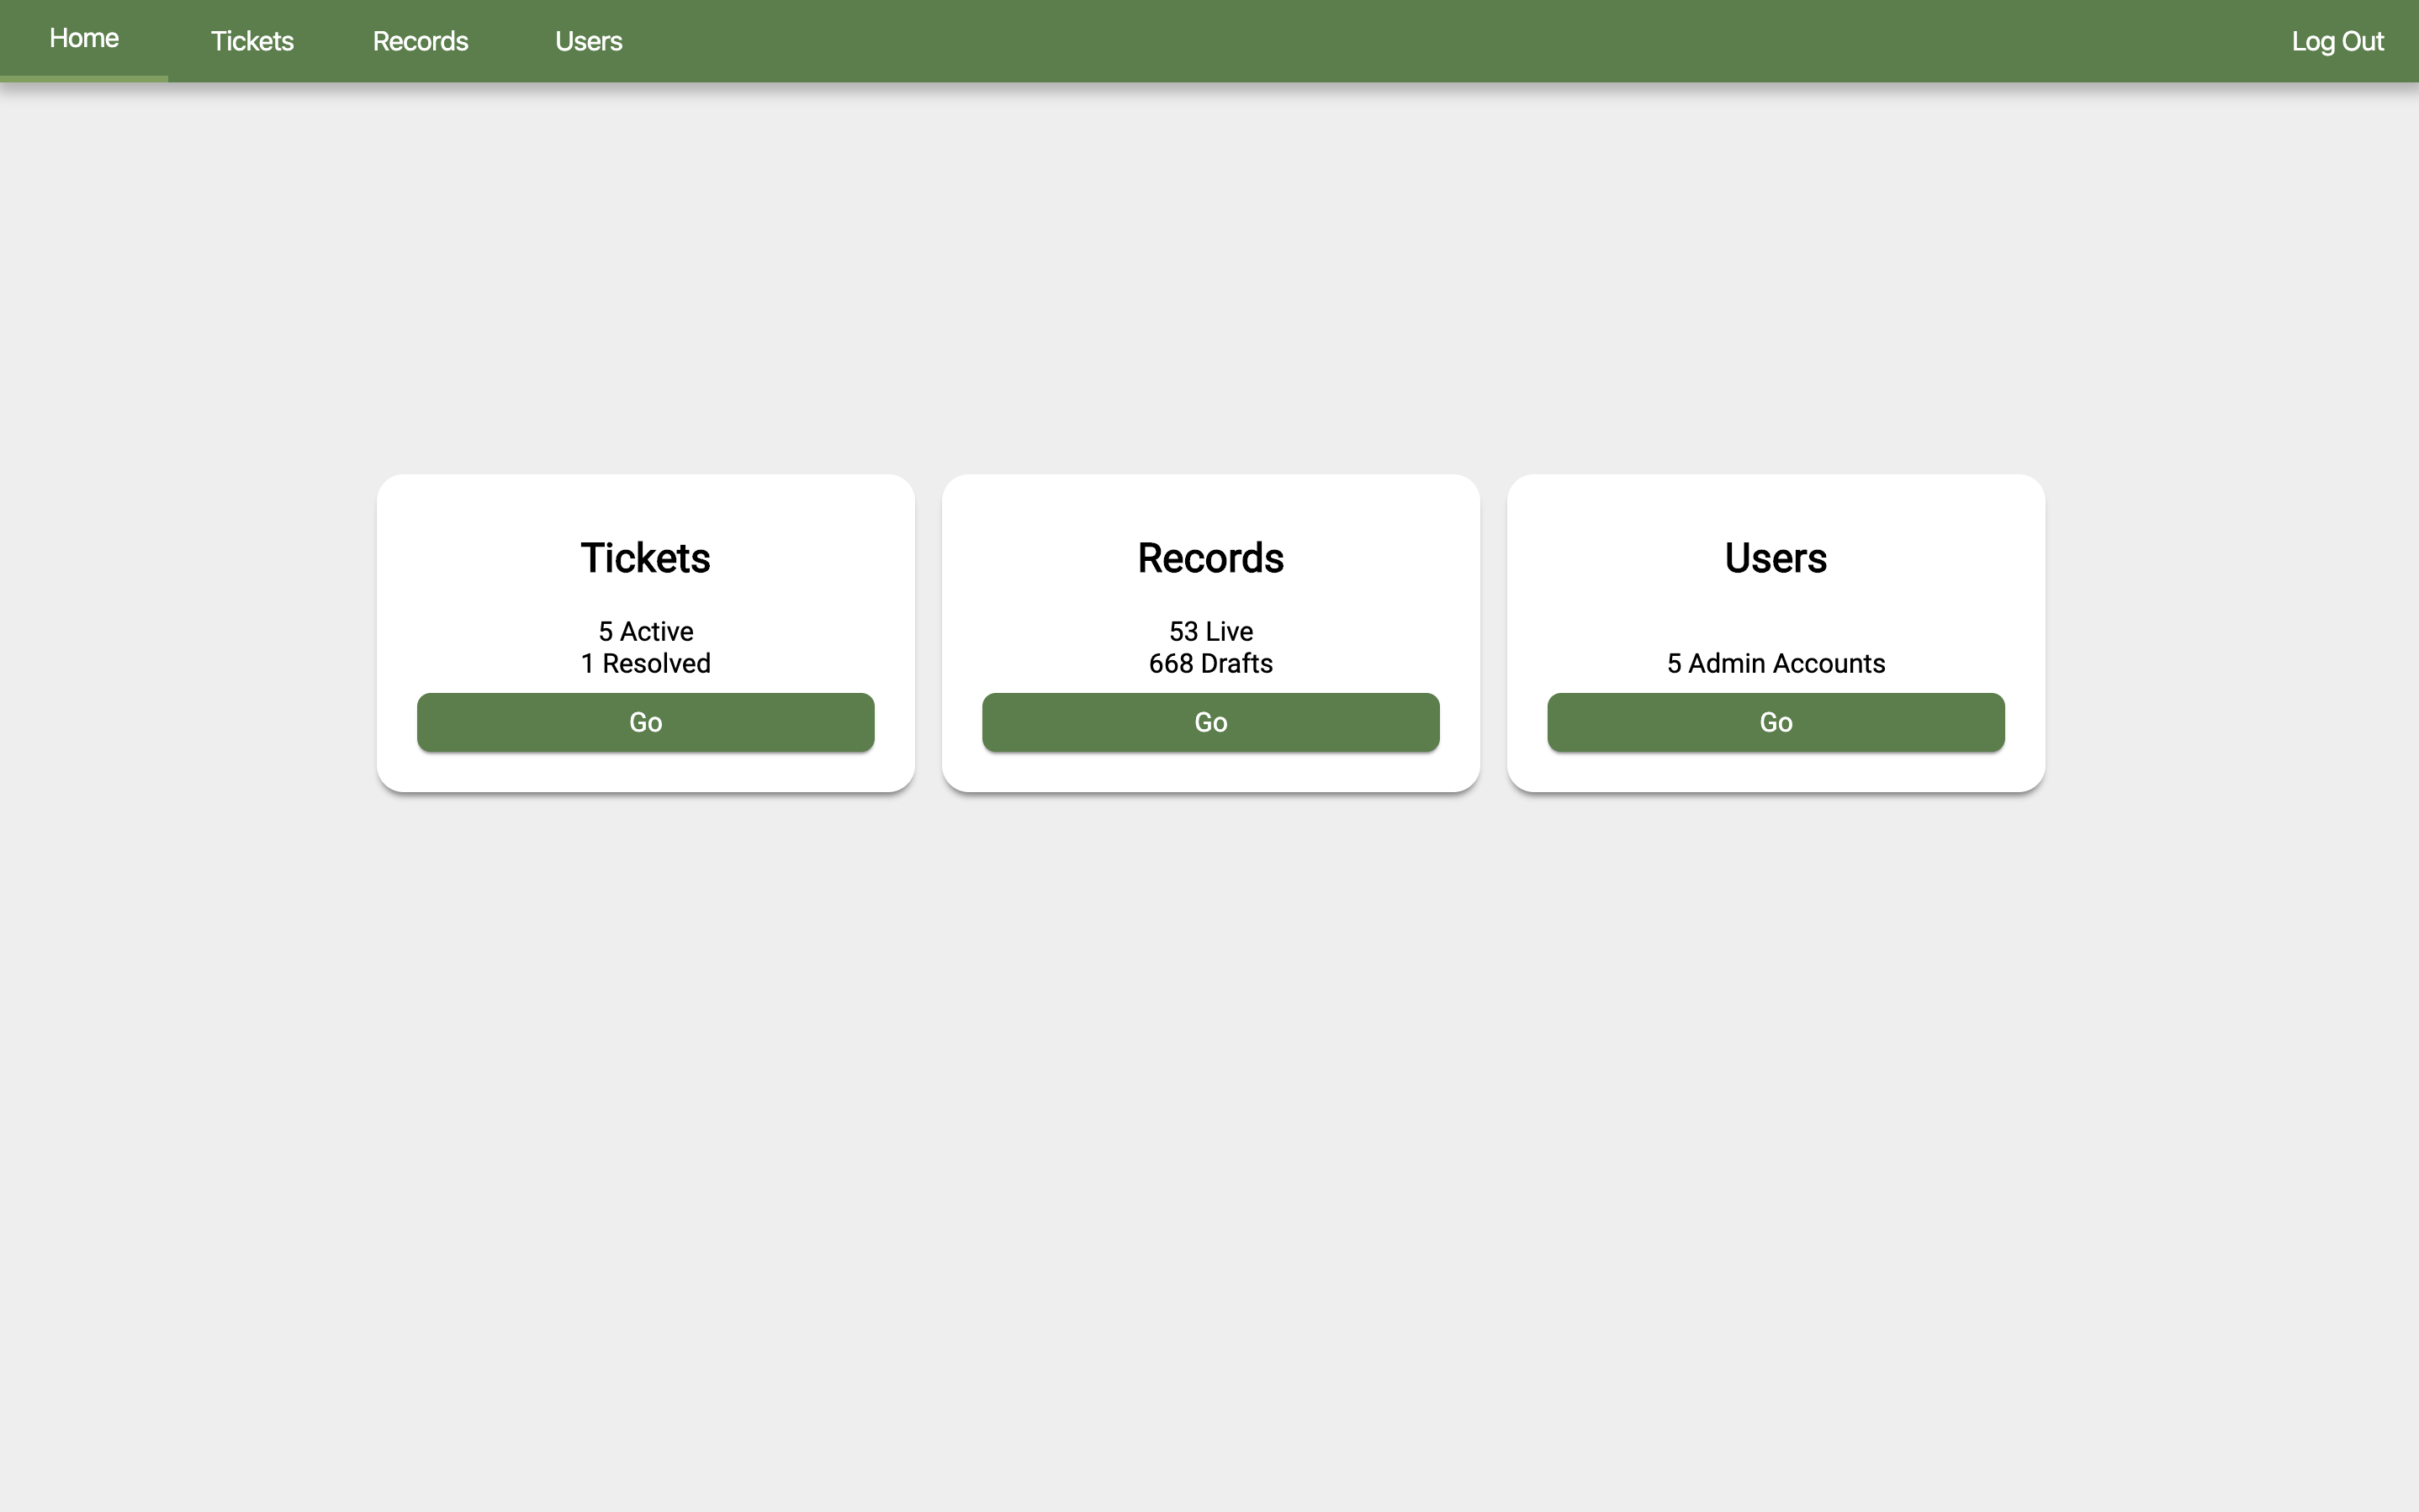 Home Tickets Records Users Log Out
Tickets
5 Active
1 Resolved
Go
Records
53 Live
668 Drafts
Go
Users
5 Admin Accounts
Go